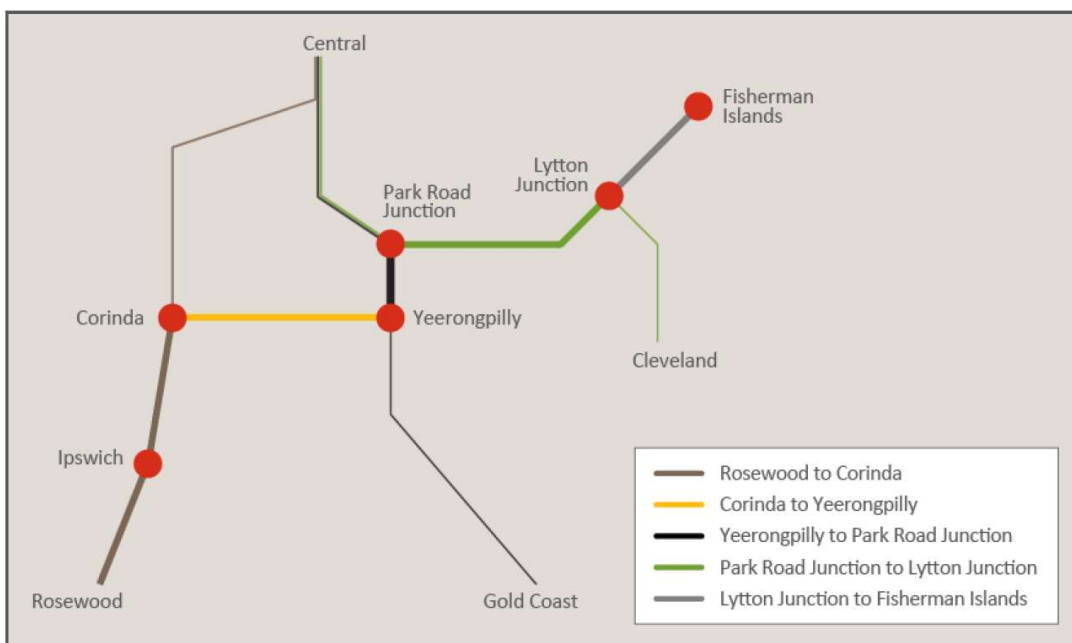 Central
Fisherman
Islands
Lytton
Junction
Park Road
Junction
Corinda
Yeerongpilly
Cleveland
Ipswich
Rosewood
Gold Coast
Rosewood to Corinda
Corinda to Yeerongpilly
Yeerongpilly to Park Road Junction
Park Road Junction to Lytton Junction
Lytton Junction to Fisherman Islands